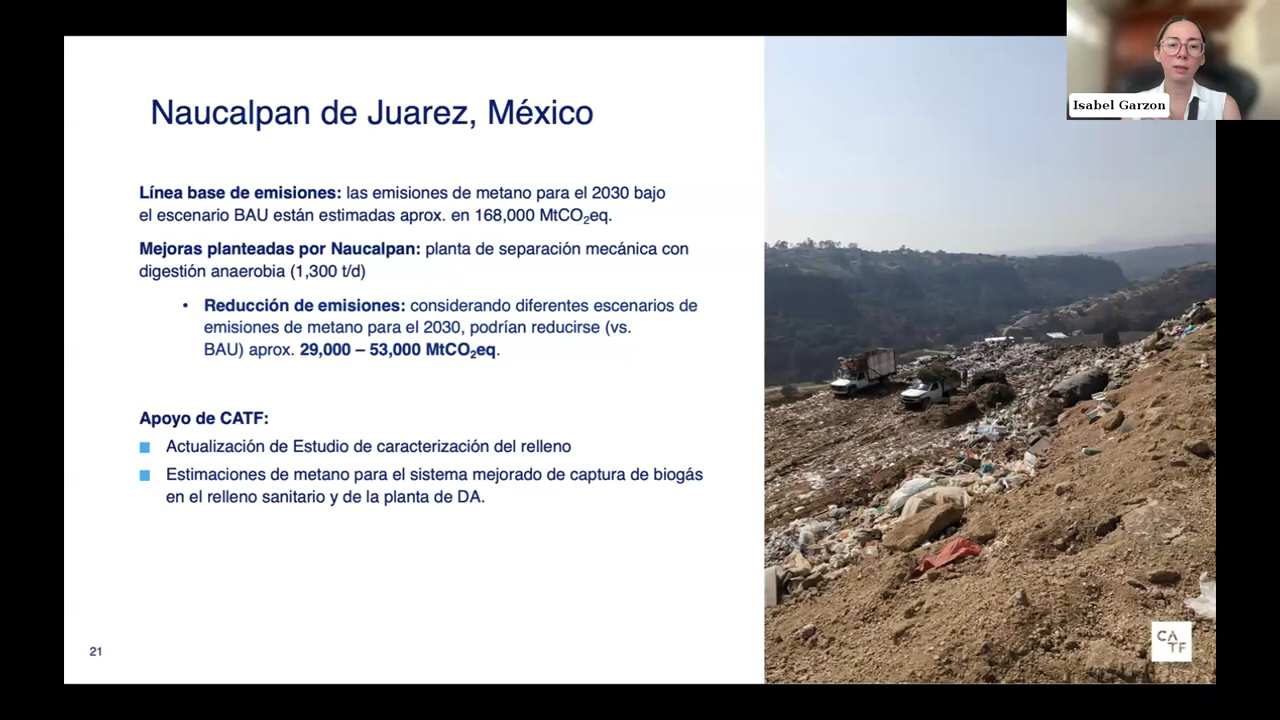 Naucalpan de Juarez, México
Isabel Garzon
Línea base de emisiones: las emisiones de metano para el 2030 bajo
el escenario BAU están estimadas aprox. en 168,000 MtCO₂eq.
Mejoras planteadas por Naucalpan: planta de separación mecánica con
digestión anaerobia (1,300 t/d)
• Reducción de emisiones: considerando diferentes escenarios de
emisiones de metano para el 2030, podrían reducirse (vs.
BAU) aprox. 29,000 – 53,000 MtCO₂eq.
Apoyo de CATF:
Actualización de Estudio de caracterización del relleno
Estimaciones de metano para el sistema mejorado de captura de biogás
en el relleno sanitario y de la planta de DA.
21
CA
TF